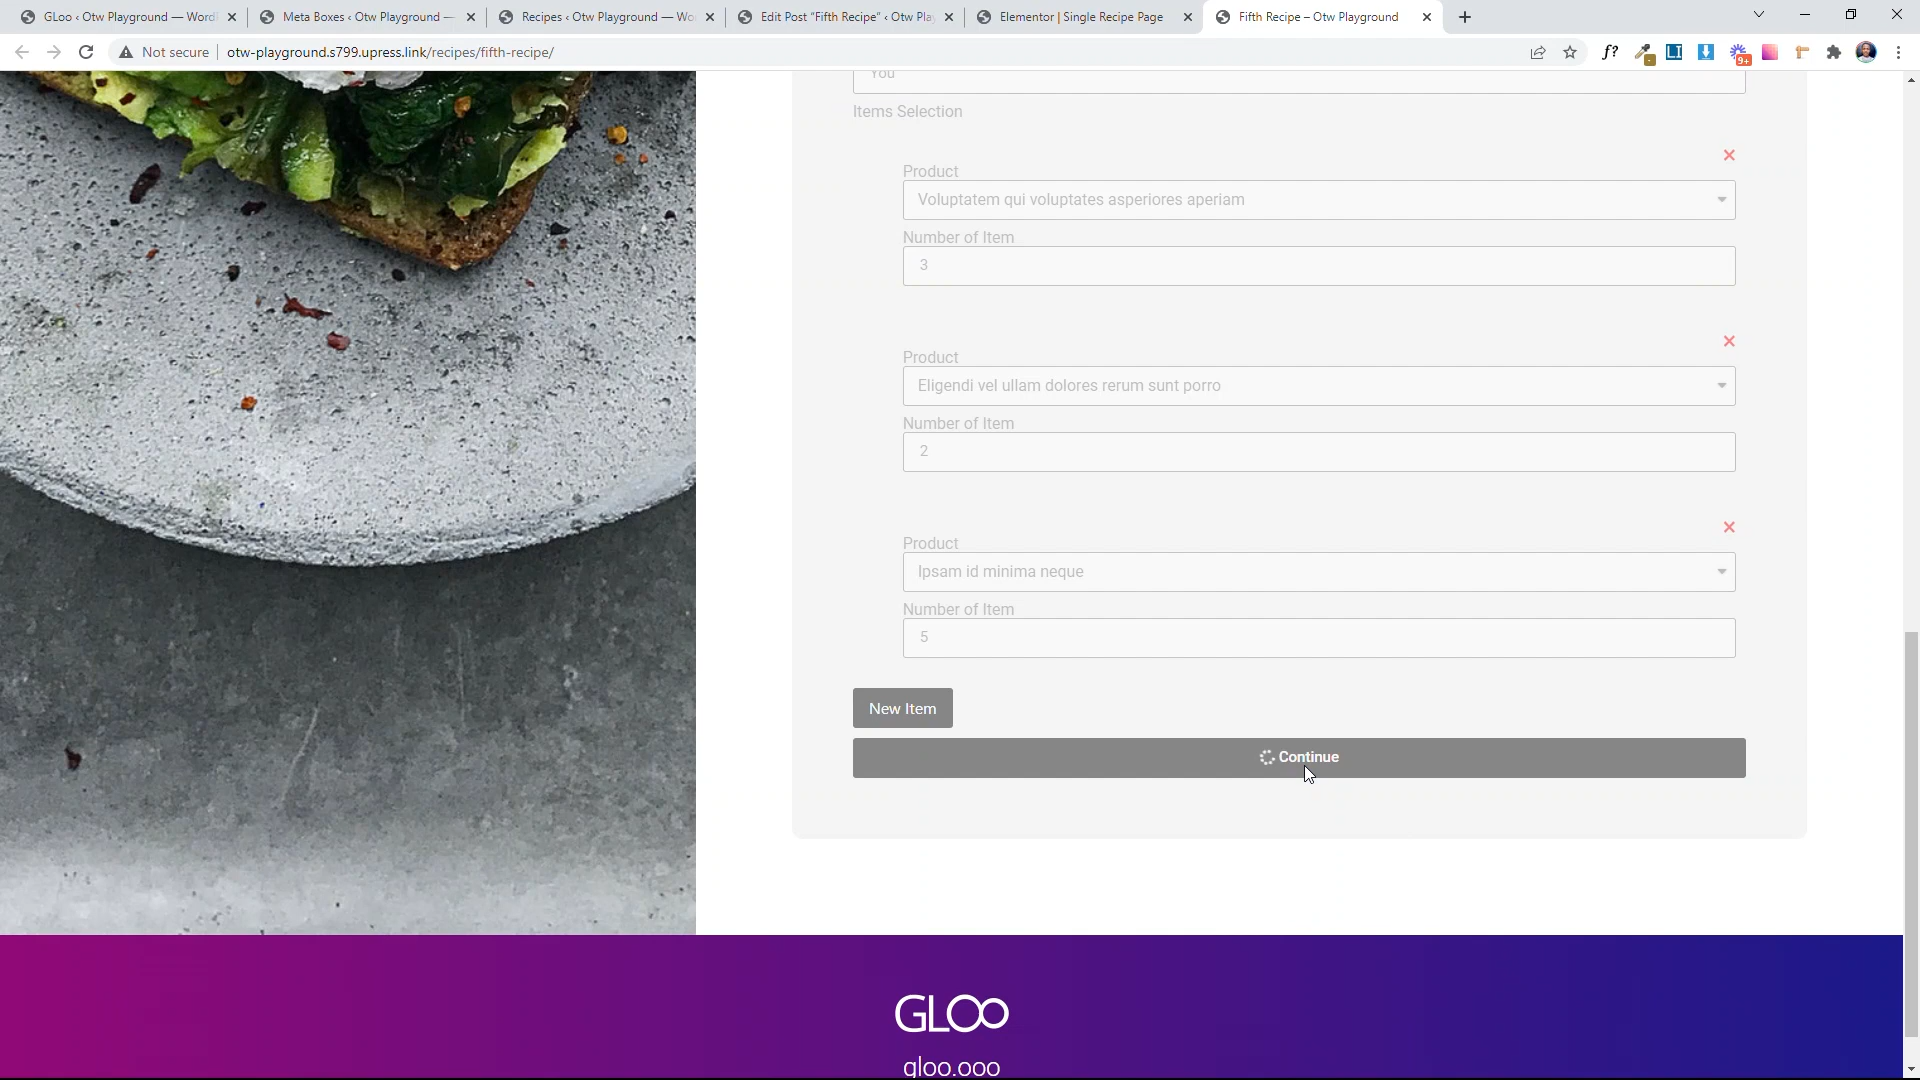 GLoo ‹ Otw Playground — Word
Meta Boxes ‹ Otw Playground —
Recipes ‹ Otw Playground — Wo
Edit Post "Fifth Recipe" ‹ Otw Pla
Elementor | Single Recipe Page
Fifth Recipe – Otw Playground
Not secure
otw-playground.s799.upress.link/recipes/fifth-recipe/
f?
9+
You
Items Selection
Product
Voluptatem qui voluptates asperiores aperiam
Number of Item
3
Product
Eligendi vel ullam dolores rerum sunt porro
Number of Item
2
Product
Ipsam id minima neque
Number of Item
5
New Item
Continue
GLOO
gloo.ooo